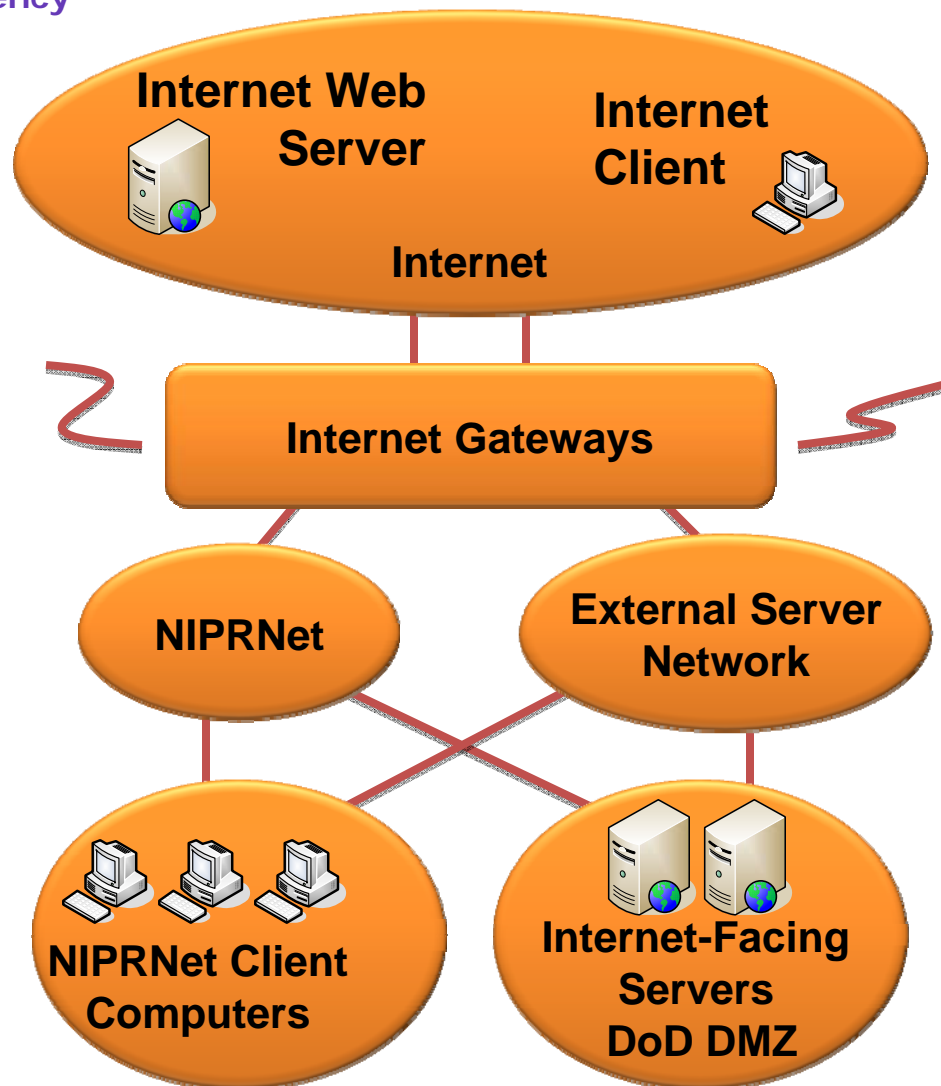 Internet Web
Server
Internet
Client
Internet
Internet Gateways
NIPRNet
External Server
Network
NIPRNet Client
Computers
Internet-Facing
Servers
DoD DMZ